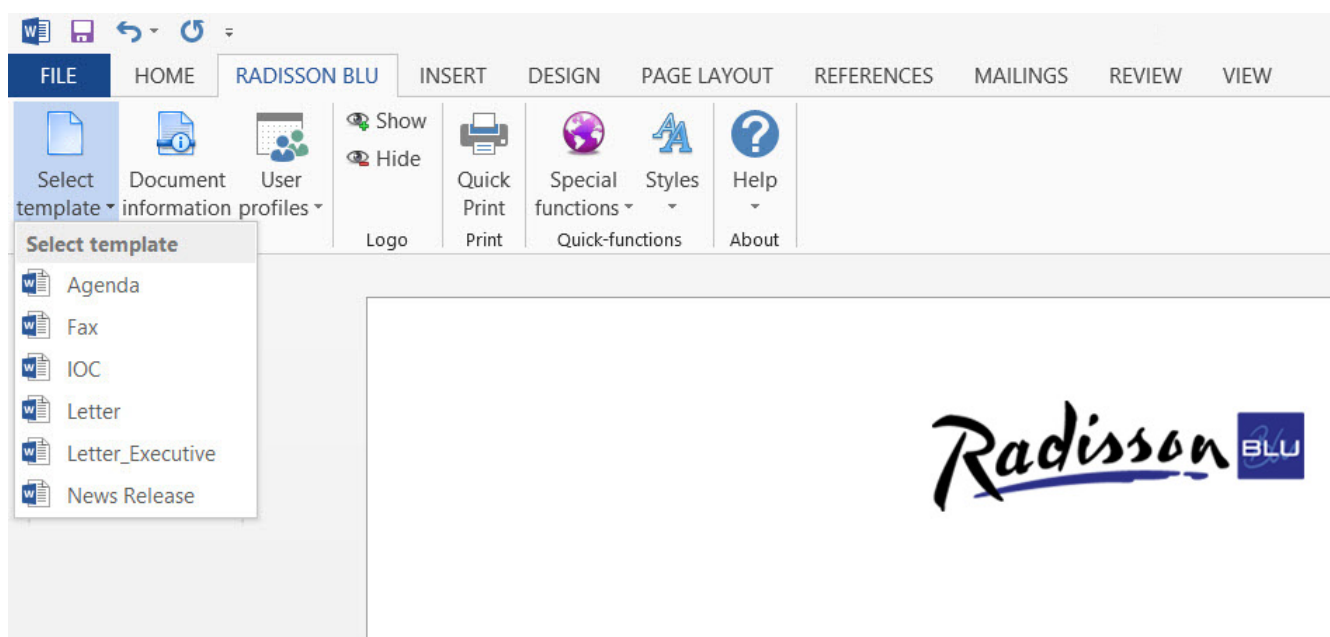 FILE HOME RADISSON BLU INSERT DESIGN PAGE LAYOUT REFERENCES MAILINGS REVIEW VIEW
Select template
Document information
User profiles
Show
Hide
Logo
Quick Print
Print
Special functions
Styles
Quick-functions
Help
About
Select template
Agenda
Fax
IOC
Letter
Letter_Executive
News Release
Radisson BLU